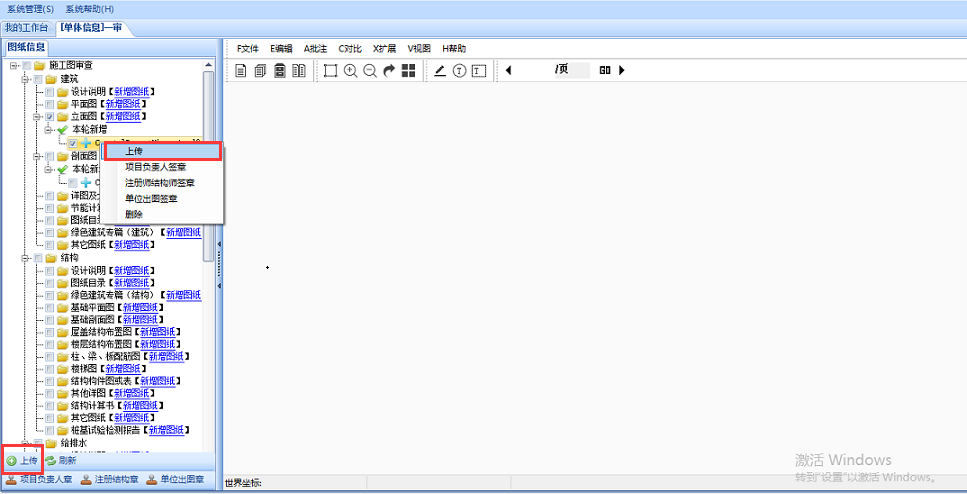 系统管理(S) 系统帮助(H)
我的工作台 [单体信息]一审
图纸信息
F文件 E编辑 A批注 C对比 X扩展 V视图 H帮助
/页 GO
施工图审查
建筑
设计说明【新增图纸】
平面图【新增图纸】
立面图【新增图纸】
本轮新增
上传
项目负责人签章
注册师结构师签章
单位出图签章
删除
剖面图
本轮新
详图及
节能计算
图纸目录
绿色建筑专篇（建筑）【新增图纸
其它图纸【新增图纸】
结构
设计说明【新增图纸】
图纸目录【新增图纸】
绿色建筑专篇（结构）【新增图纸
基础平面图【新增图纸】
基础剖面图【新增图纸】
屋盖结构布置图【新增图纸】
楼层结构布置图【新增图纸】
柱、梁、板配筋图【新增图纸】
楼梯图【新增图纸】
结构构件图或表【新增图纸】
其他详图【新增图纸】
结构计算书【新增图纸】
其它图纸【新增图纸】
桩基试验检测报告【新增图纸】
给排水
上传 刷新
项目负责人章 注册结构章 单位出图章
世界坐标:
激活 Windows
转到"设置"以激活 Windows。